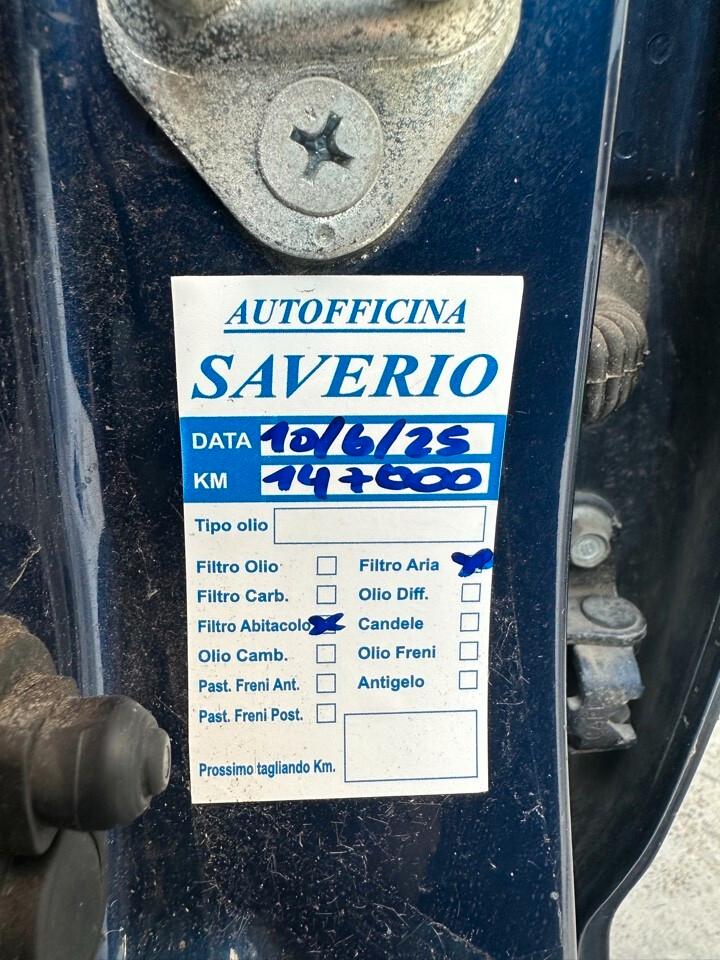 AUTOFFICINA
SAVERIO
DATA 10/6/25
KM 147000
Tipo olio
Filtro Olio Filtro Aria
Filtro Carb. Olio Diff.
Filtro Abitacolo Candele
Olio Camb. Olio Freni
Past. Freni Ant. Antigelo
Past. Freni Post.
Prossimo tagliando Km.